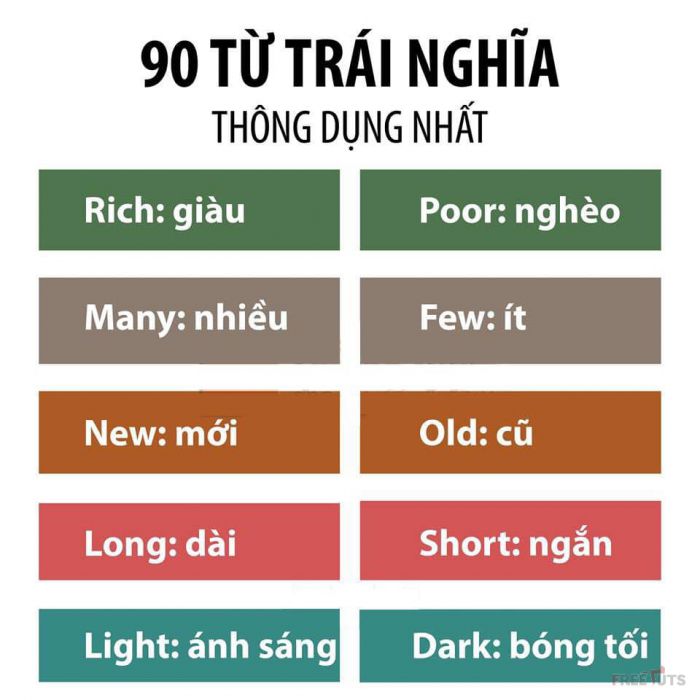 90 TỪ TRÁI NGHĨA
THÔNG DỤNG NHẤT
Rich: giàu
Poor: nghèo
Many: nhiều
Few: ít
New: mới
Old: cũ
Long: dài
Short: ngắn
Light: ánh sáng
Dark: bóng tối
FREETUTS